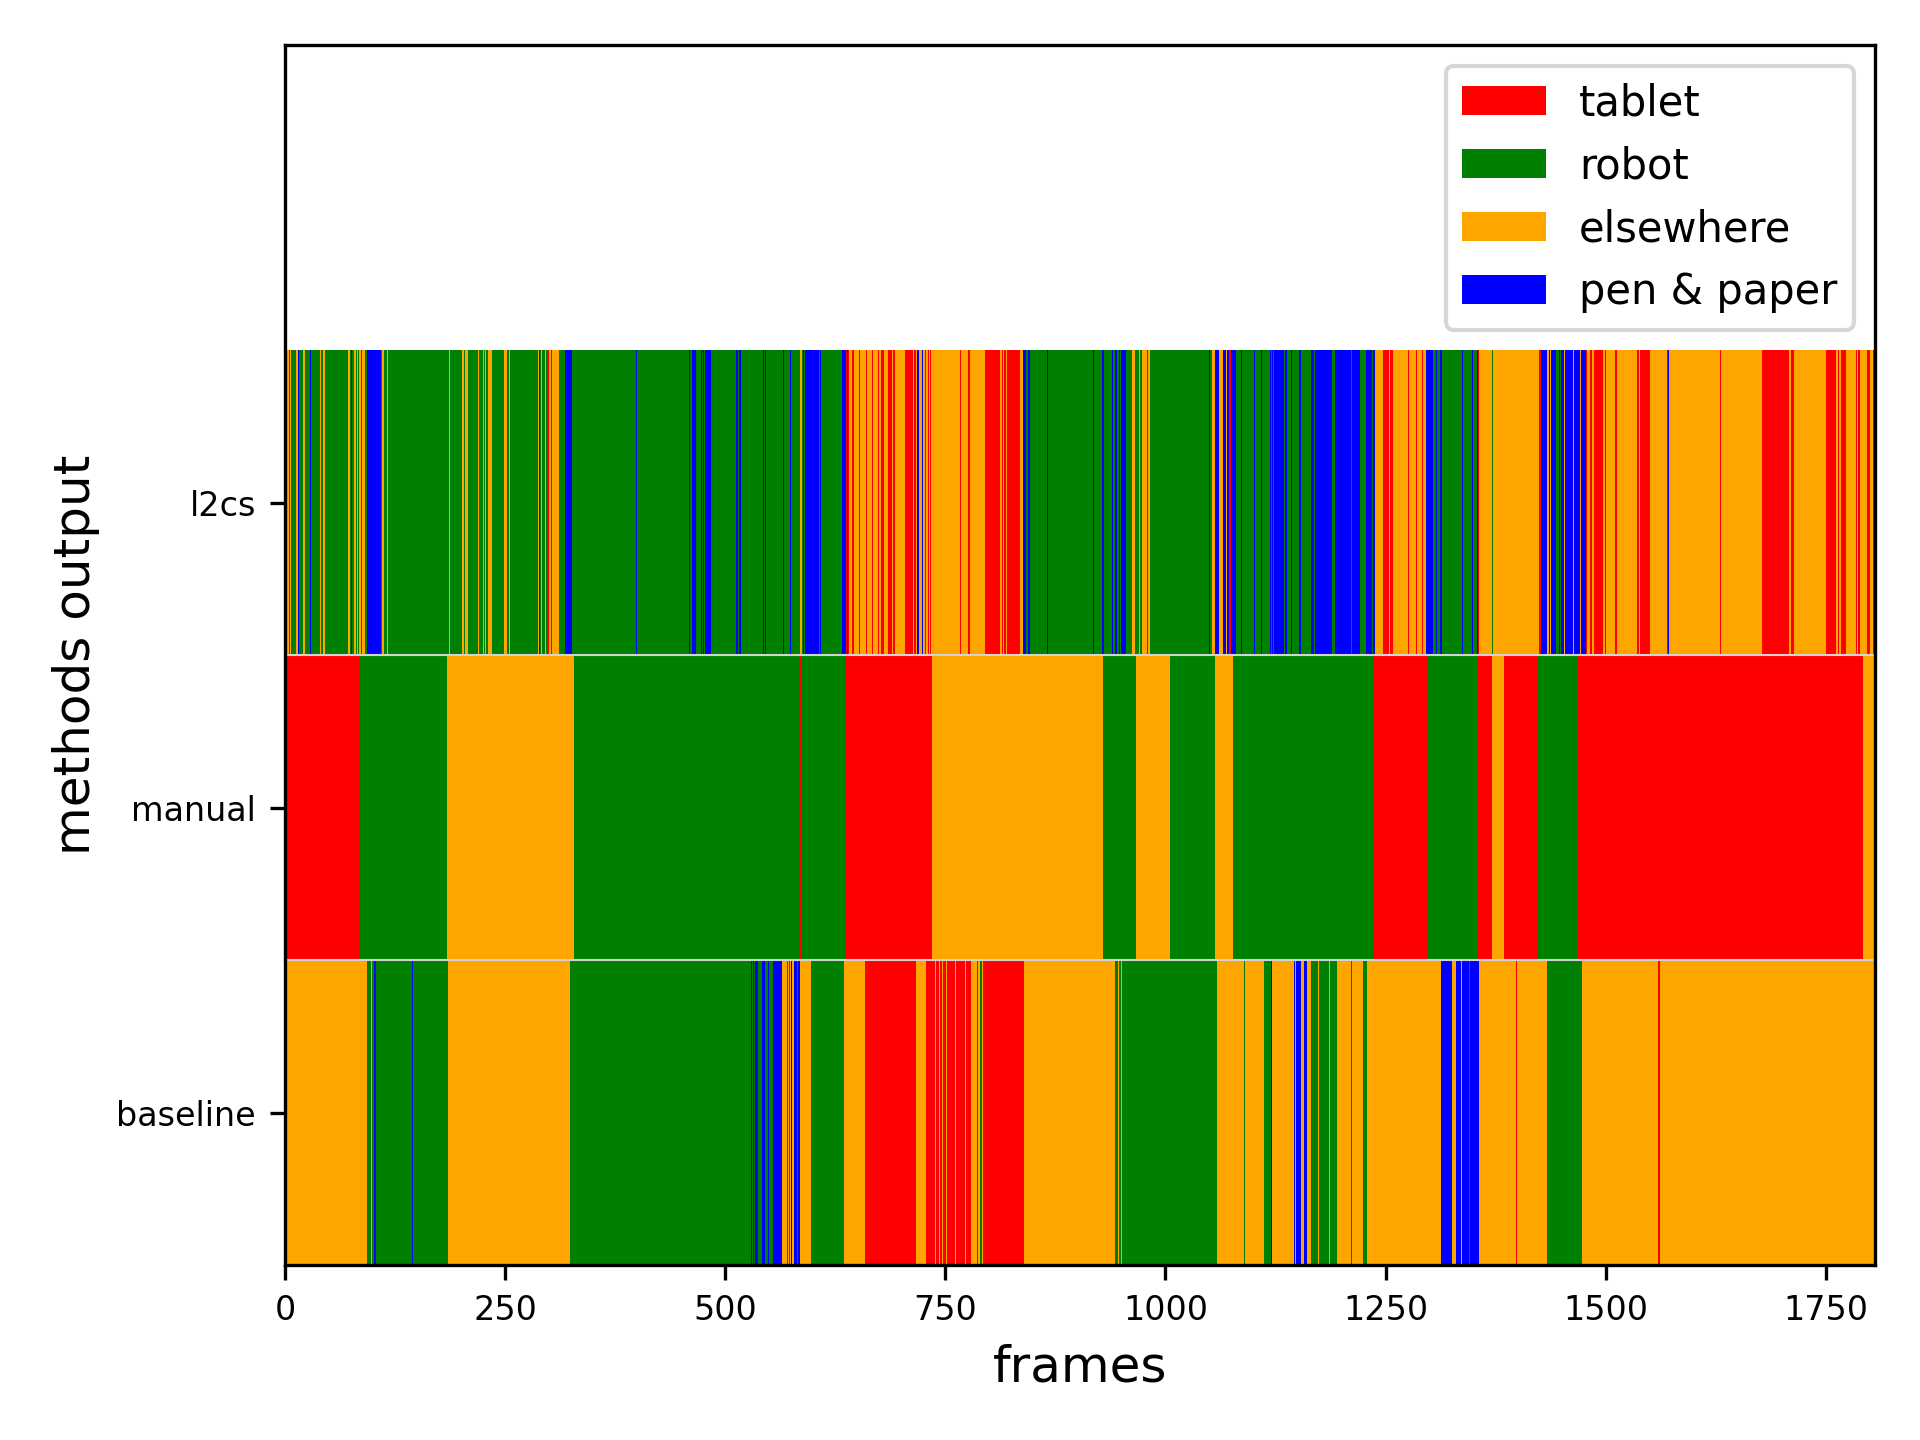 tablet
robot
elsewhere
pen & paper
methods output
l2cs
manual
baseline
0 250 500 750 1000 1250 1500 1750
frames